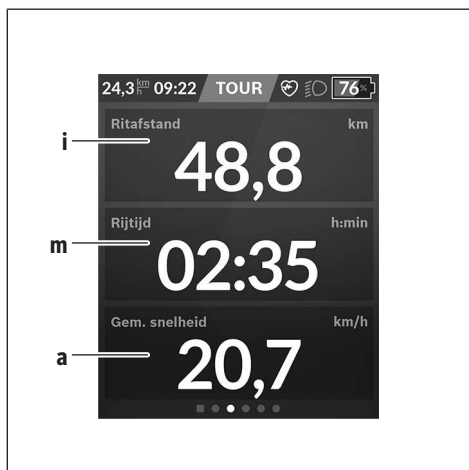 24,3 km/h 09:22 TOUR 76%
Ritafstand km
i
48,8
Rijtijd h:min
m
02:35
Gem. snelheid km/h
a
20,7